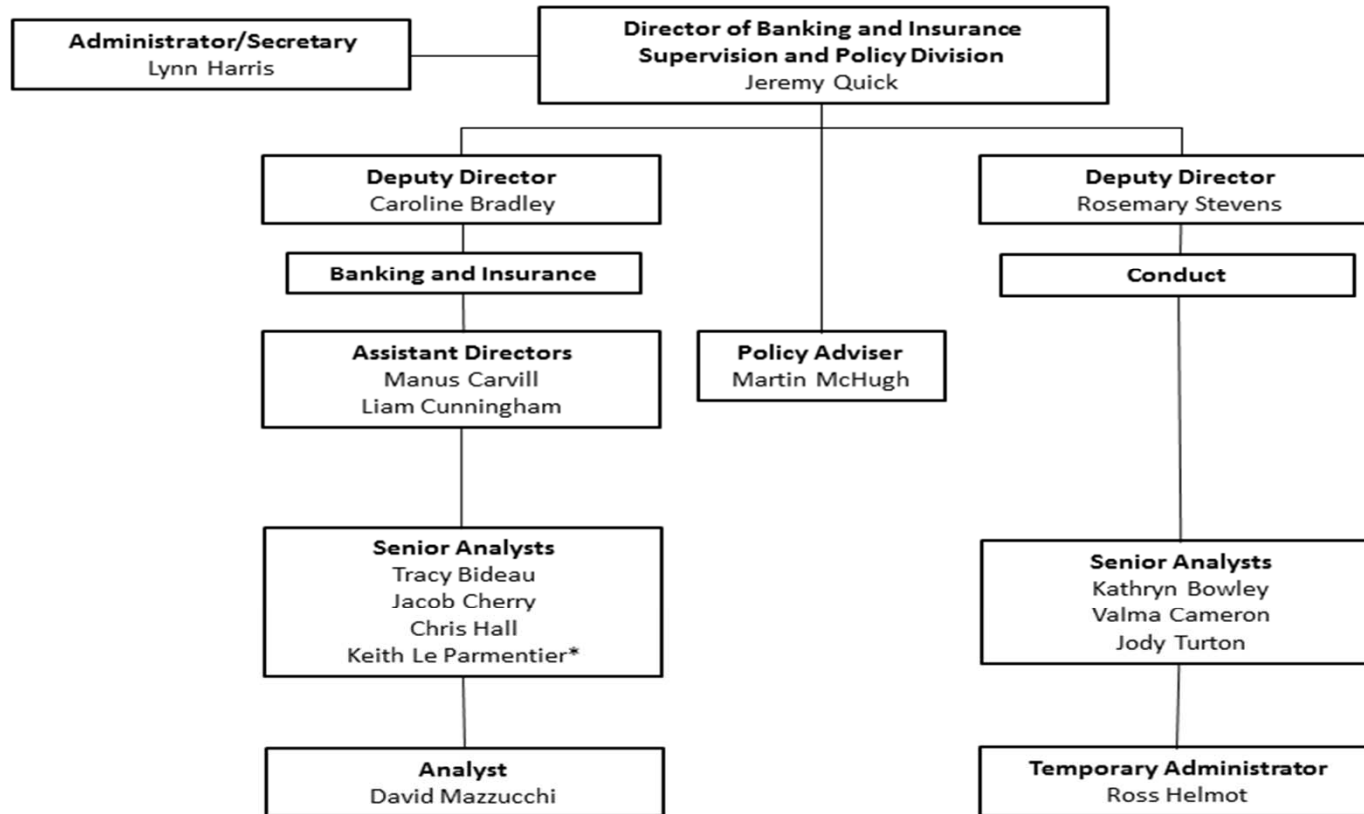 Administrator/Secretary
Lynn Harris
Director of Banking and Insurance
Supervision and Policy Division
Jeremy Quick
Deputy Director
Caroline Bradley
Deputy Director
Rosemary Stevens
Banking and Insurance
Conduct
Assistant Directors
Manus Carvill
Liam Cunningham
Policy Adviser
Martin McHugh
Senior Analysts
Tracy Bideau
Jacob Cherry
Chris Hall
Keith Le Parmentier*
Senior Analysts
Kathryn Bowley
Valma Cameron
Jody Turton
Analyst
David Mazzucchi
Temporary Administrator
Ross Helmot